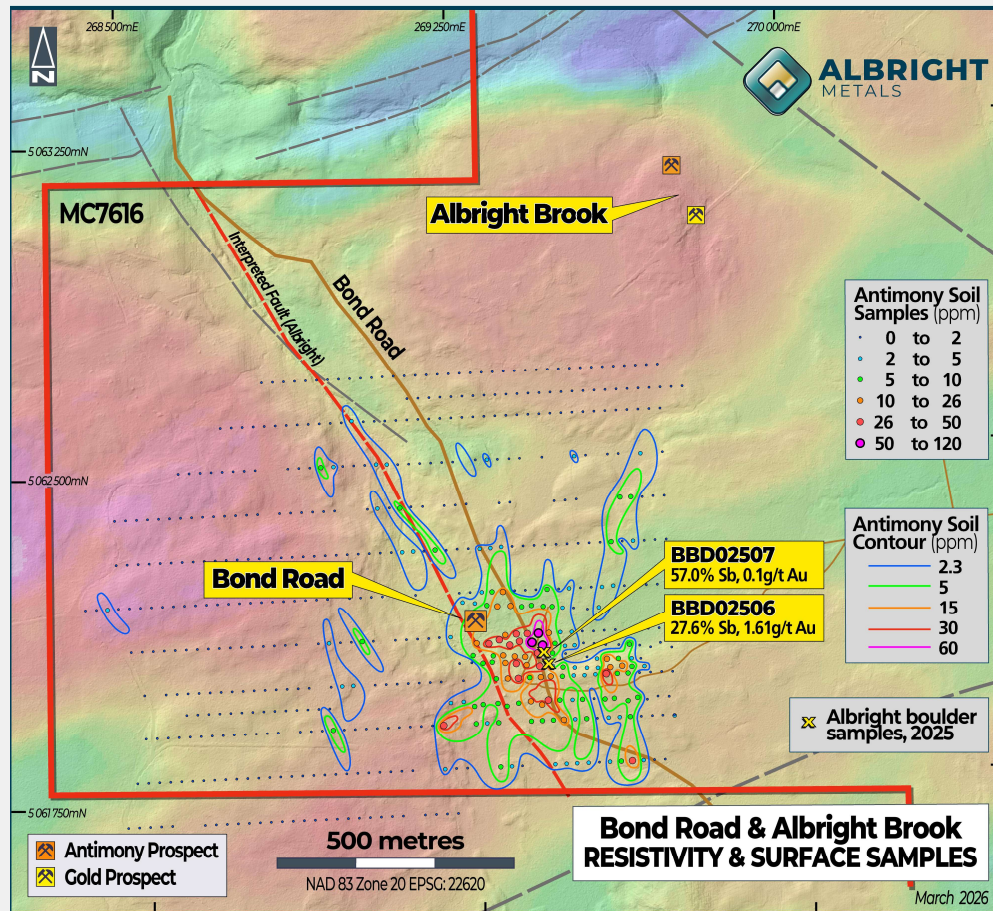 268 500mE
269 250mE
270 000mE
N
ALBRIGHT
METALS
5 063 250mN
MC7616
Albright Brook
Interpreted Fault (Albright)
Bond Road
Antimony Soil
Samples (ppm)
0 to 2
2 to 5
5 to 10
10 to 26
26 to 50
50 to 120
5 062 500mN
Antimony Soil
Contour (ppm)
2.3
5
15
30
60
BBD02507
57.0% Sb, 0.1g/t Au
Bond Road
BBD02506
27.6% Sb, 1.61g/t Au
Albright boulder
samples, 2025
5 061 750mN
Antimony Prospect
Gold Prospect
500 metres
NAD 83 Zone 20 EPSG: 22620
Bond Road & Albright Brook
RESISTIVITY & SURFACE SAMPLES
March 2026